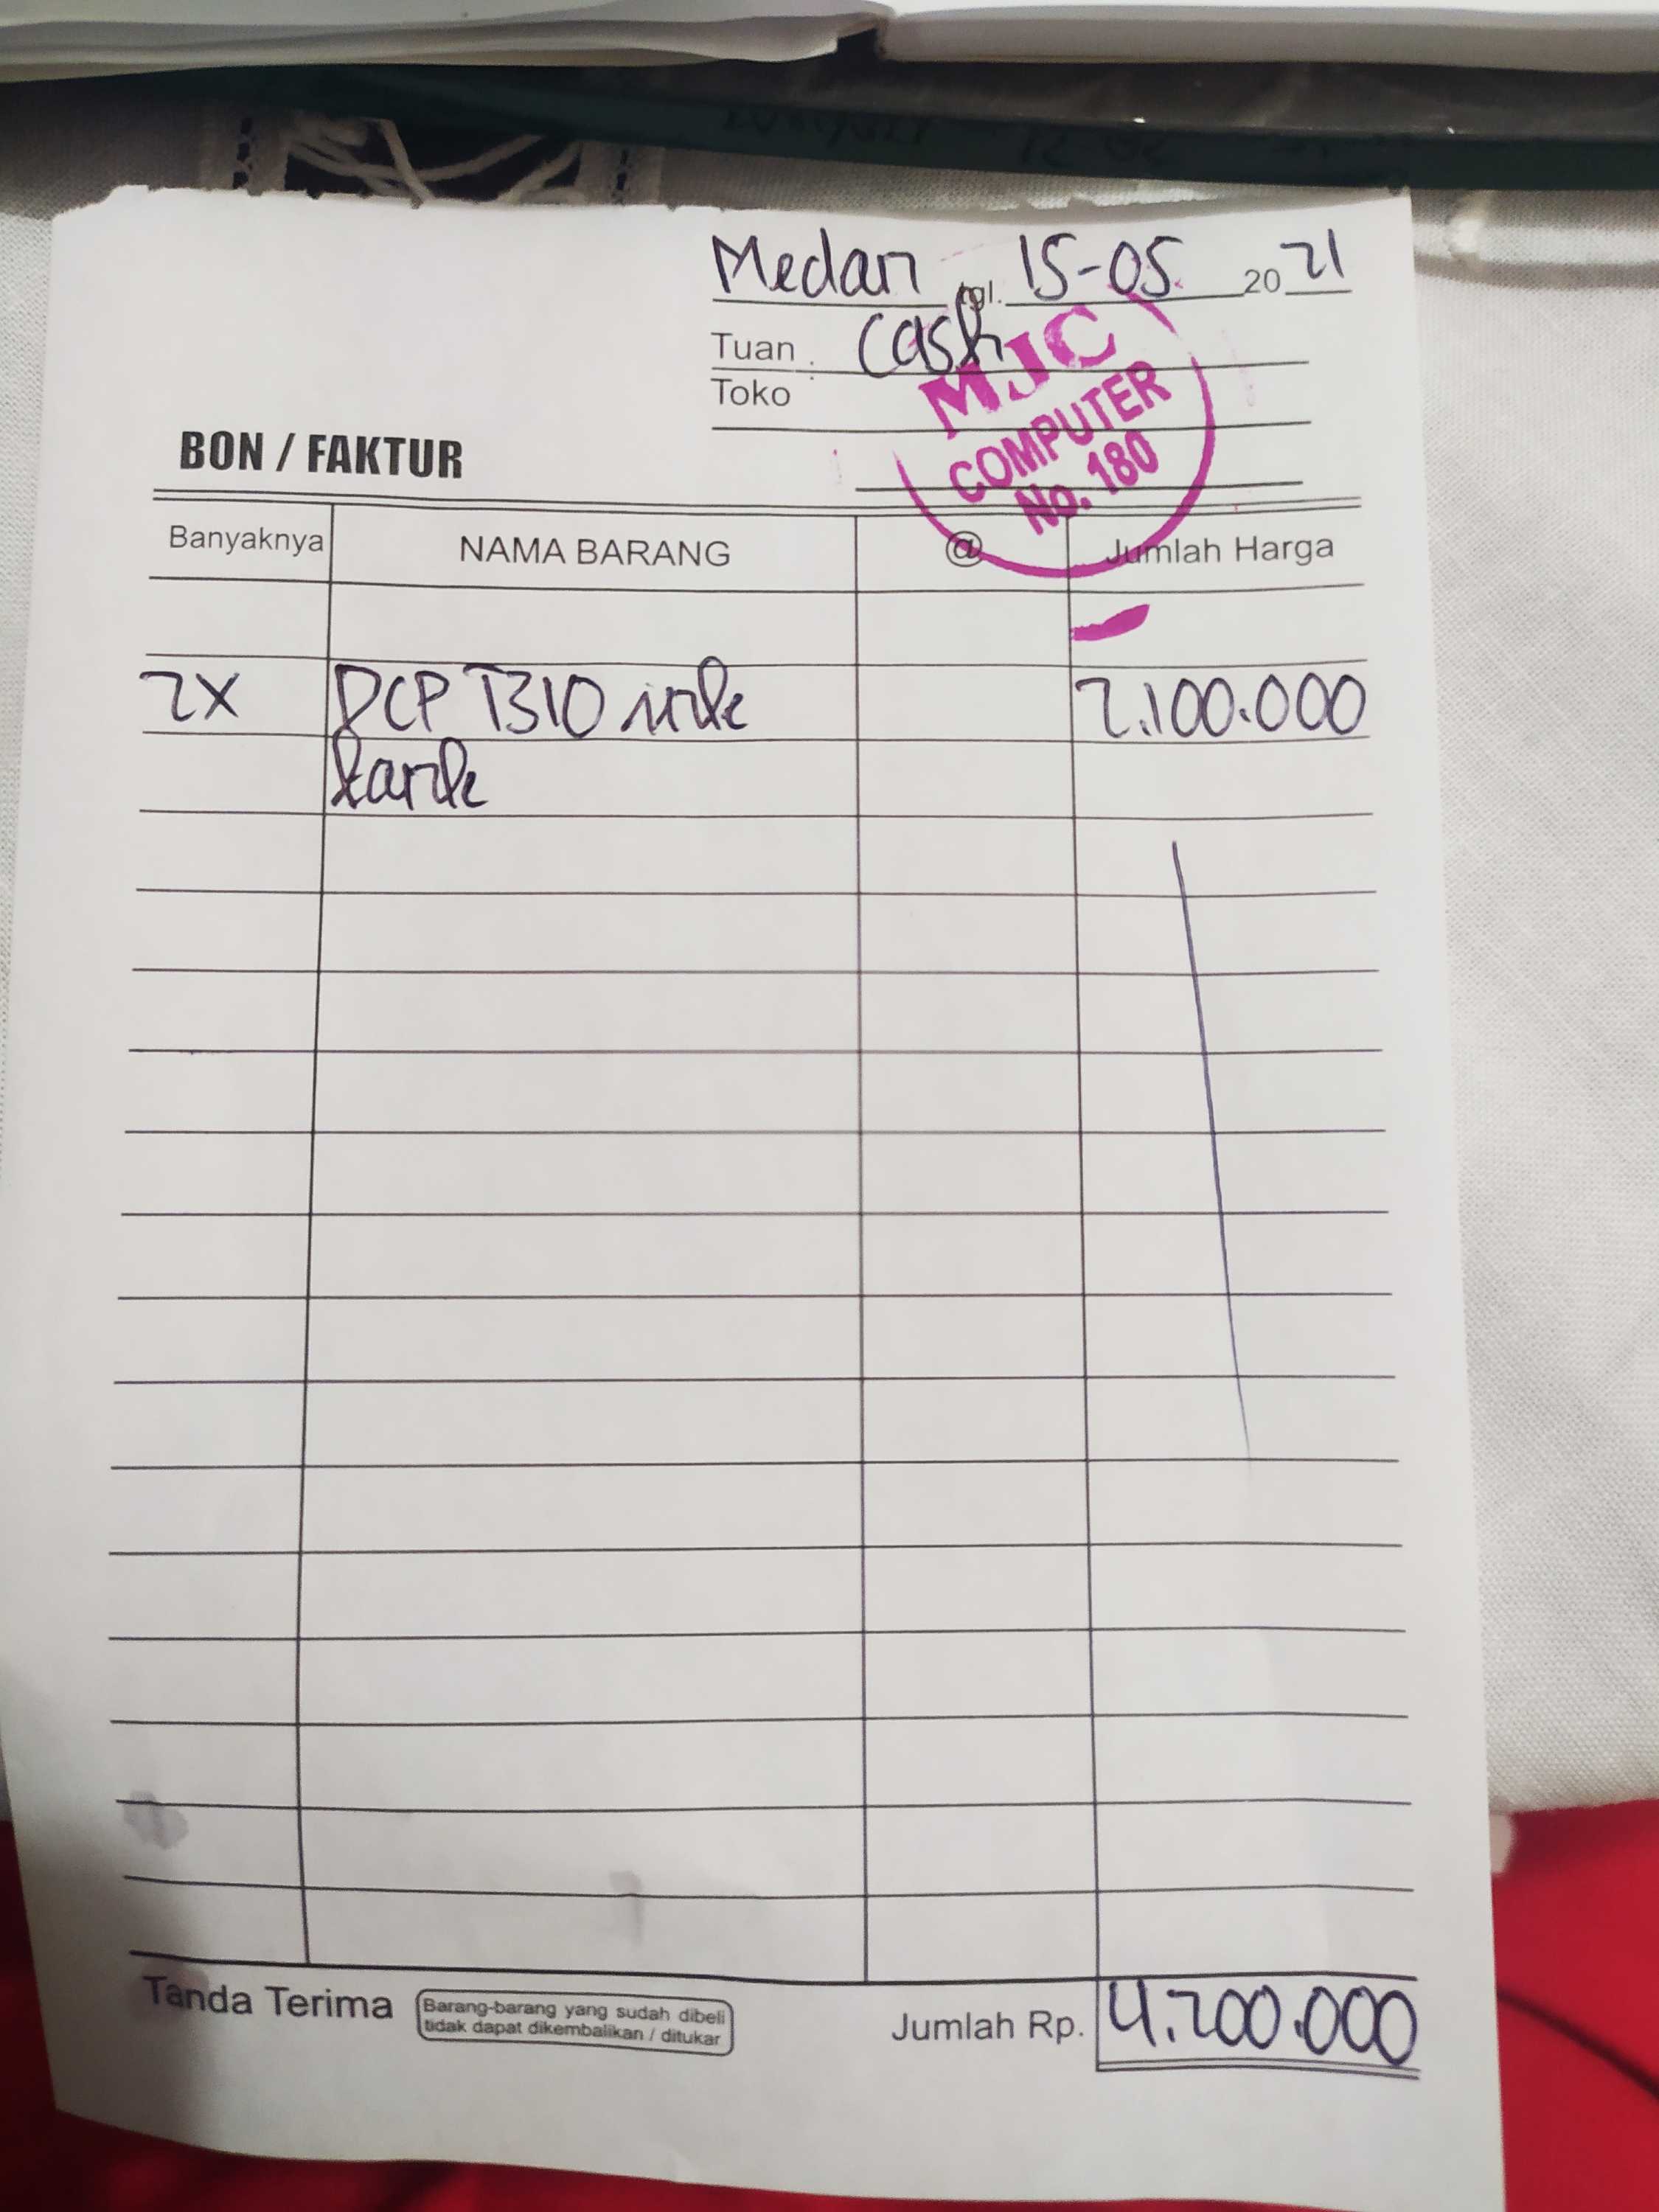 Medan tgl. 15-05 2021
Tuan : Cash
Toko
MJC
COMPUTER
No. 180
BON / FAKTUR
Banyaknya NAMA BARANG @ Jumlah Harga
2X DCP T310 ink 2.100.000
tank
Tanda Terima Barang-barang yang sudah dibeli
tidak dapat dikembalikan / ditukar
Jumlah Rp. 4.200.000